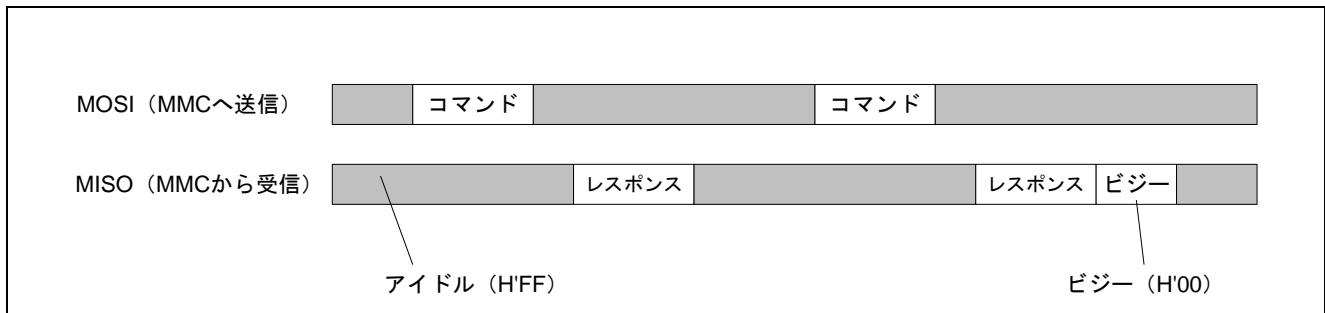 MOSI（MMCへ送信） コマンド コマンド
MISO（MMCから受信） レスポンス レスポンス ビジー
アイドル（H'FF） ビジー（H'00）